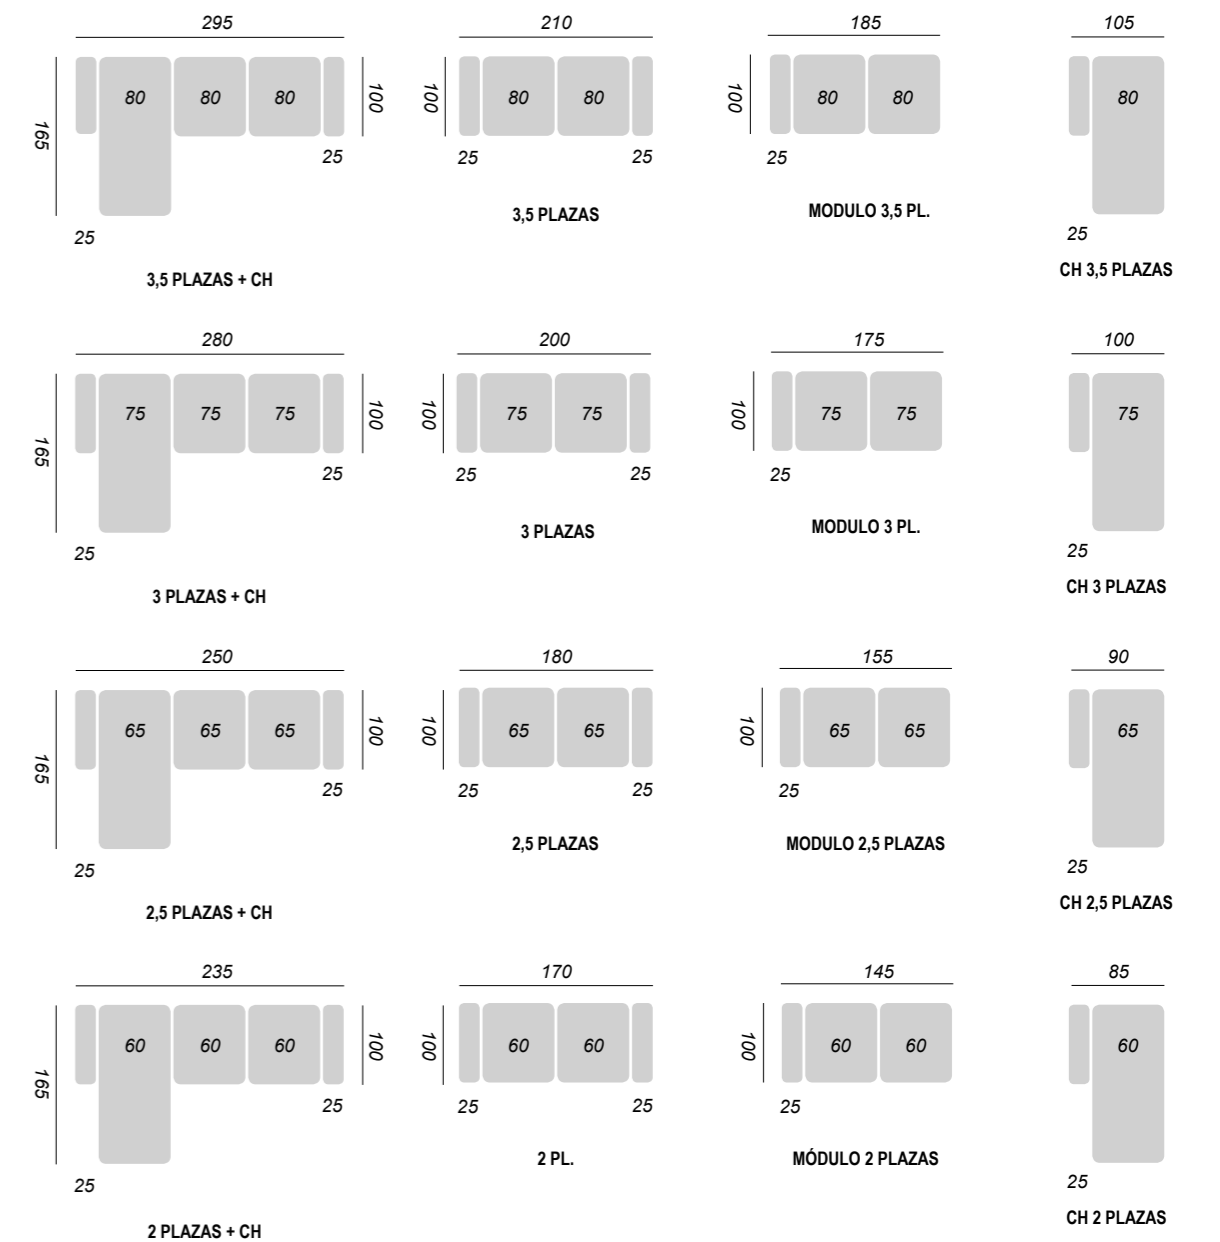 295 210 185 105
165 80 80 80 100 100 80 80 100 80 80 80
25 25 25 25
25 25
3,5 PLAZAS + CH 3,5 PLAZAS MODULO 3,5 PL. CH 3,5 PLAZAS
280 200 175 100
165 75 75 75 100 100 75 75 100 75 75 75
25 25 25 25
25 25
3 PLAZAS + CH 3 PLAZAS MODULO 3 PL. CH 3 PLAZAS
250 180 155 90
165 65 65 65 100 100 65 65 100 65 65 65
25 25 25 25
25 25
2,5 PLAZAS + CH 2,5 PLAZAS MODULO 2,5 PLAZAS CH 2,5 PLAZAS
235 170 145 85
165 60 60 60 100 100 60 60 100 60 60 60
25 25 25 25
25 25
2 PLAZAS + CH 2 PL. MÓDULO 2 PLAZAS CH 2 PLAZAS